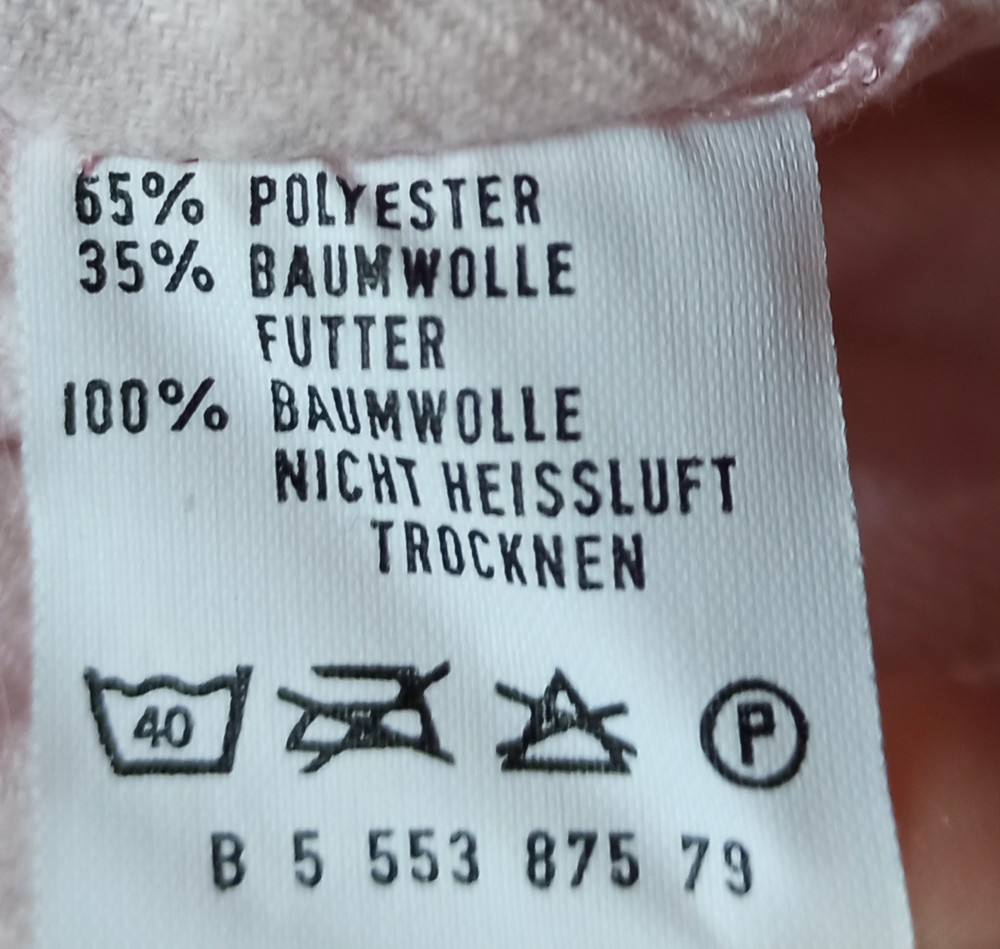 65% POLYESTER
35% BAUMWOLLE
FUTTER
100% BAUMWOLLE
NICHT HEISSLUFT
TROCKNEN
40 P
B 5 553 875 79